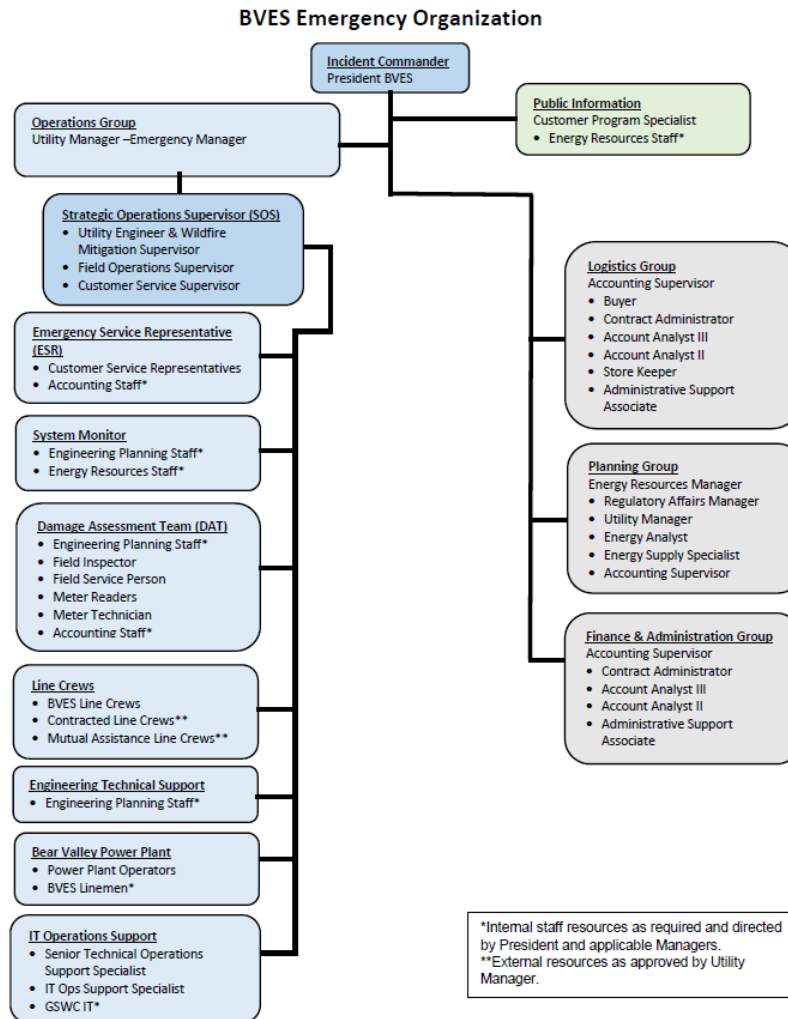 BVES Emergency Organization
Incident Commander
President BVES
Operations Group
Utility Manager –Emergency Manager
Public Information
Customer Program Specialist
• Energy Resources Staff*
Strategic Operations Supervisor (SOS)
• Utility Engineer & Wildfire
Mitigation Supervisor
• Field Operations Supervisor
• Customer Service Supervisor
Emergency Service Representative
(ESR)
• Customer Service Representatives
• Accounting Staff*
System Monitor
• Engineering Planning Staff*
• Energy Resources Staff*
Damage Assessment Team (DAT)
• Engineering Planning Staff*
• Field Inspector
• Field Service Person
• Meter Readers
• Meter Technician
• Accounting Staff*
Line Crews
• BVES Line Crews
• Contracted Line Crews**
• Mutual Assistance Line Crews**
Engineering Technical Support
• Engineering Planning Staff*
Bear Valley Power Plant
• Power Plant Operators
• BVES Linemen*
IT Operations Support
• Senior Technical Operations
Support Specialist
• IT Ops Support Specialist
• GSWC IT*
Logistics Group
Accounting Supervisor
• Buyer
• Contract Administrator
• Account Analyst III
• Account Analyst II
• Store Keeper
• Administrative Support
Associate
Planning Group
Energy Resources Manager
• Regulatory Affairs Manager
• Utility Manager
• Energy Analyst
• Energy Supply Specialist
• Accounting Supervisor
Finance & Administration Group
Accounting Supervisor
• Contract Administrator
• Account Analyst III
• Account Analyst II
• Administrative Support
Associate
*Internal staff resources as required and directed
by President and applicable Managers.
**External resources as approved by Utility
Manager.